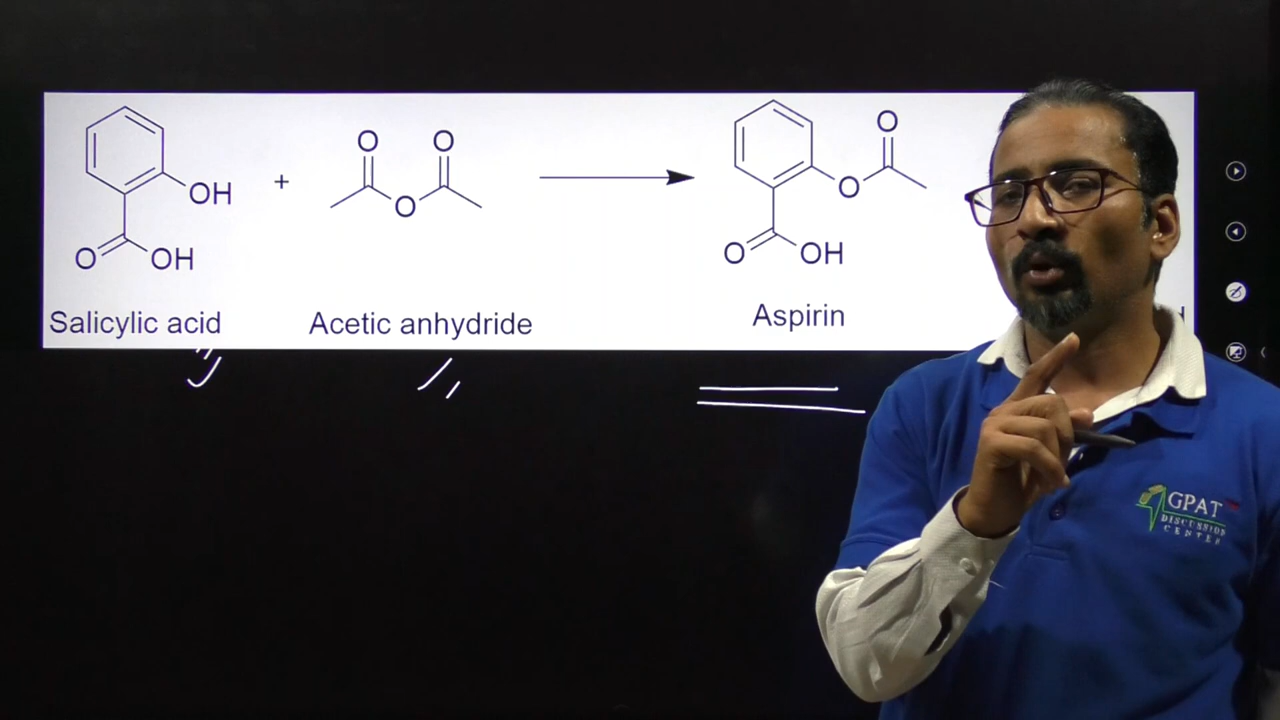 O
O
O
O
OH
+
O
O
O
OH
O
OH
Salicylic acid
Acetic anhydride
Aspirin
d
GPAT
DISCUSSION
CENTER